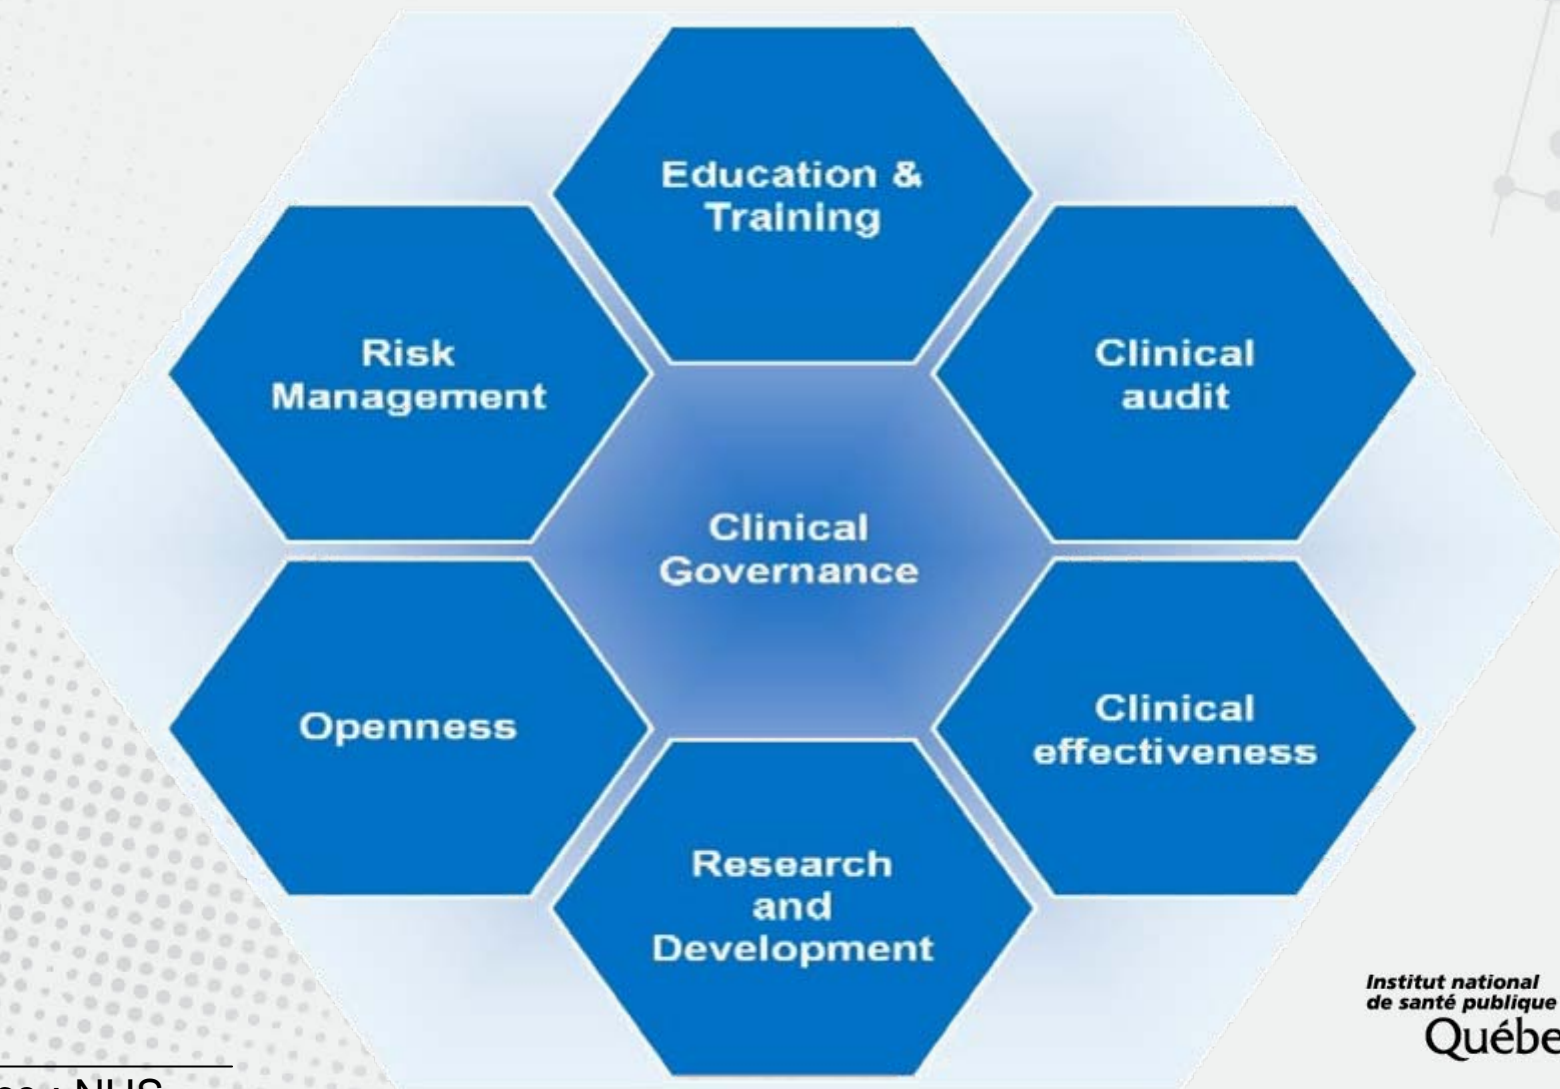 Education &
Training
Risk
Management
Clinical
audit
Clinical
Governance
Openness
Clinical
effectiveness
Research
and
Development
Institut national
de santé publique
: NHS